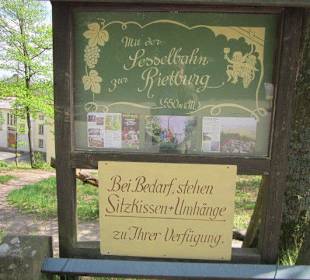 Mit der
Sesselbahn
zur
Rietburg
550 m
Bei Bedarf, stehen
Sitzkissen + Umhänge
zu Ihrer Verfügung.